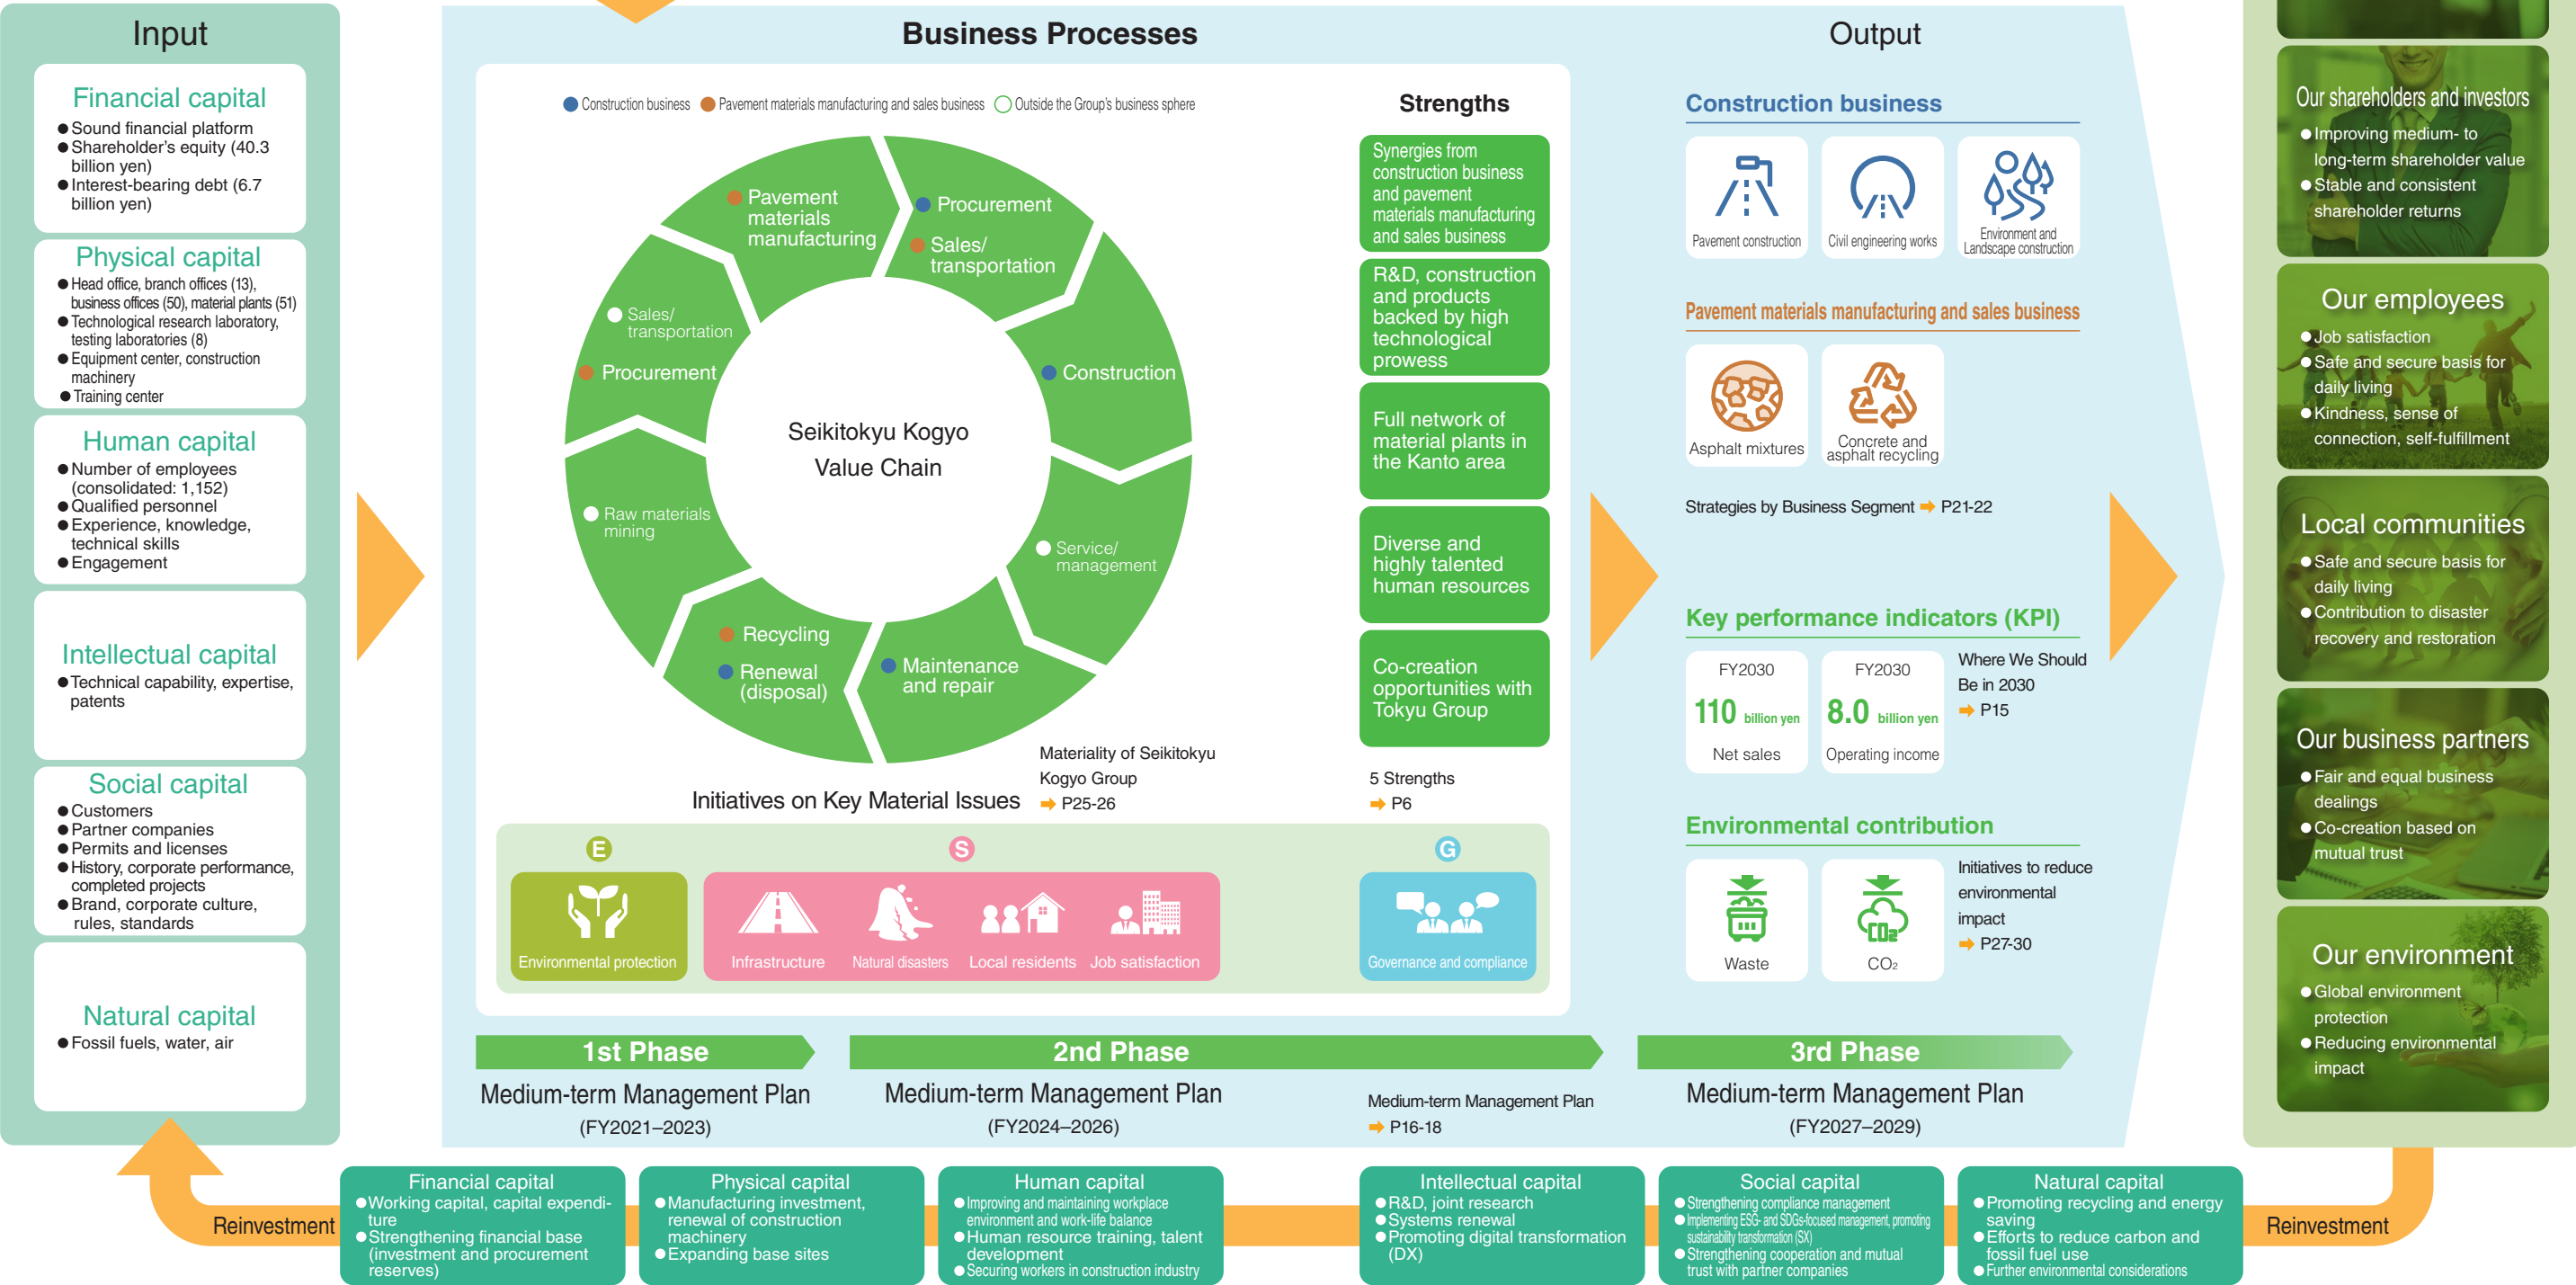 Input
Financial capital
● Sound financial platform
● Shareholder’s equity (40.3
billion yen)
● Interest-bearing debt (6.7
billion yen)
Physical capital
● Head office, branch offices (13),
business offices (50), material plants (51)
● Technological research laboratory,
testing laboratories (8)
● Equipment center, construction
machinery
● Training center
Human capital
● Number of employees
(consolidated: 1,152)
● Qualified personnel
● Experience, knowledge,
technical skills
● Engagement
Intellectual capital
● Technical capability, expertise,
patents
Social capital
● Customers
● Partner companies
● Permits and licenses
● History, corporate performance,
completed projects
● Brand, corporate culture,
rules, standards
Natural capital
● Fossil fuels, water, air
Business Processes
Construction business
Pavement materials manufacturing and sales business
Outside the Group’s business sphere
Pavement
materials
manufacturing
Procurement
Sales/
transportation
Construction
Service/
management
Maintenance
and repair
Recycling
Renewal
(disposal)
Raw materials
mining
Sales/
transportation
Procurement
Seikitokyu Kogyo
Value Chain
Strengths
Synergies from
construction business
and pavement
materials manufacturing
and sales business
R&D, construction
and products
backed by high
technological
prowess
Full network of
material plants in
the Kanto area
Diverse and
highly talented
human resources
Co-creation
opportunities with
Tokyu Group
5 Strengths
➡ P6
Initiatives on Key Material Issues
Materiality of Seikitokyu
Kogyo Group
➡ P25-26
E
Environmental protection
S
Infrastructure
Natural disasters
Local residents
Job satisfaction
G
Governance and compliance
Output
Construction business
Pavement construction
Civil engineering works
Environment and
Landscape construction
Pavement materials manufacturing and sales business
Asphalt mixtures
Concrete and
asphalt recycling
Strategies by Business Segment ➡ P21-22
Key performance indicators (KPI)
FY2030
110 billion yen
Net sales
FY2030
8.0 billion yen
Operating income
Where We Should
Be in 2030
➡ P15
Environmental contribution
Waste
CO2
CO₂
Initiatives to reduce
environmental
impact
➡ P27-30
1st Phase
Medium-term Management Plan
(FY2021–2023)
2nd Phase
Medium-term Management Plan
(FY2024–2026)
Medium-term Management Plan
➡ P16-18
3rd Phase
Medium-term Management Plan
(FY2027–2029)
Our shareholders and investors
● Improving medium- to
long-term shareholder value
● Stable and consistent
shareholder returns
Our employees
● Job satisfaction
● Safe and secure basis for
daily living
● Kindness, sense of
connection, self-fulfillment
Local communities
● Safe and secure basis for
daily living
● Contribution to disaster
recovery and restoration
Our business partners
● Fair and equal business
dealings
● Co-creation based on
mutual trust
Our environment
● Global environment
protection
● Reducing environmental
impact
Reinvestment
Financial capital
● Working capital, capital expendi-
ture
● Strengthening financial base
(investment and procurement
reserves)
Physical capital
● Manufacturing investment,
renewal of construction
machinery
● Expanding base sites
Human capital
● Improving and maintaining workplace
environment and work-life balance
● Human resource training, talent
development
● Securing workers in construction industry
Intellectual capital
● R&D, joint research
● Systems renewal
● Promoting digital transformation
(DX)
Social capital
● Strengthening compliance management
● Implementing ESG- and SDGs-focused management, promoting
sustainability transformation (SX)
● Strengthening cooperation and mutual
trust with partner companies
Natural capital
● Promoting recycling and energy
saving
● Efforts to reduce carbon and
fossil fuel use
● Further environmental considerations
Reinvestment